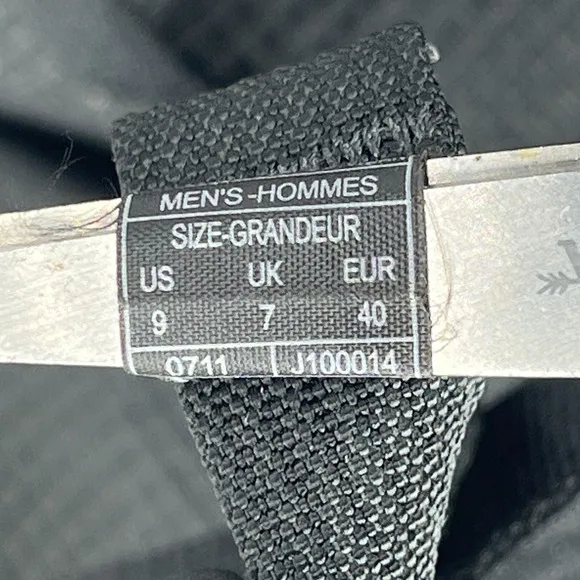 MEN'S-HOMMES
SIZE-GRANDEUR
US UK EUR
9 7 40
0711 J100014